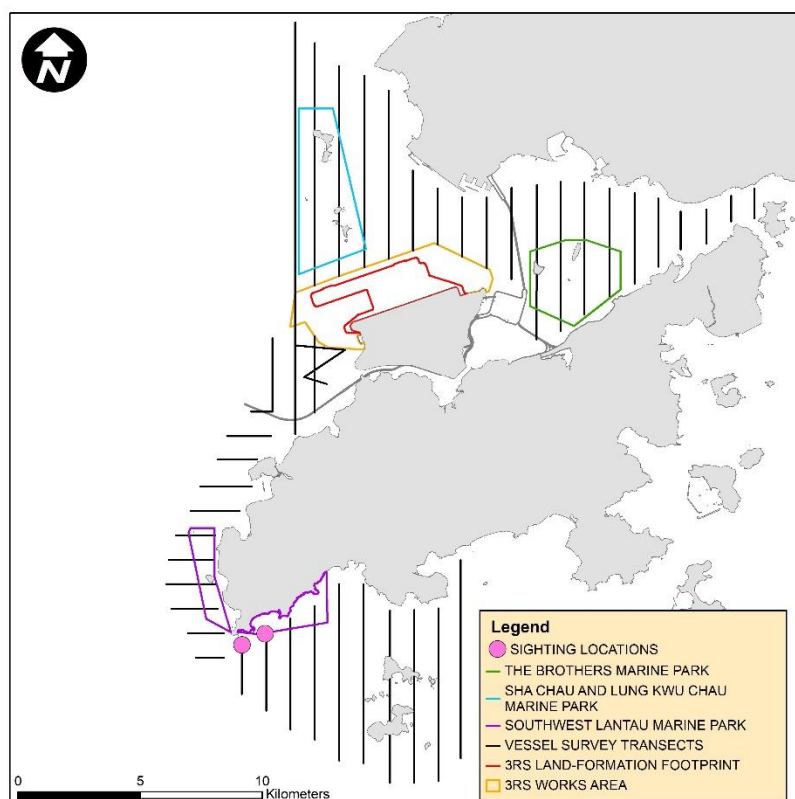 N
Legend
SIGHTING LOCATIONS
THE BROTHERS MARINE PARK
SHA CHAU AND LUNG KWU CHAU
MARINE PARK
SOUTHWEST LANTAU MARINE PARK
VESSEL SURVEY TRANSECTS
3RS LAND-FORMATION FOOTPRINT
3RS WORKS AREA
0 5 10
Kilometers